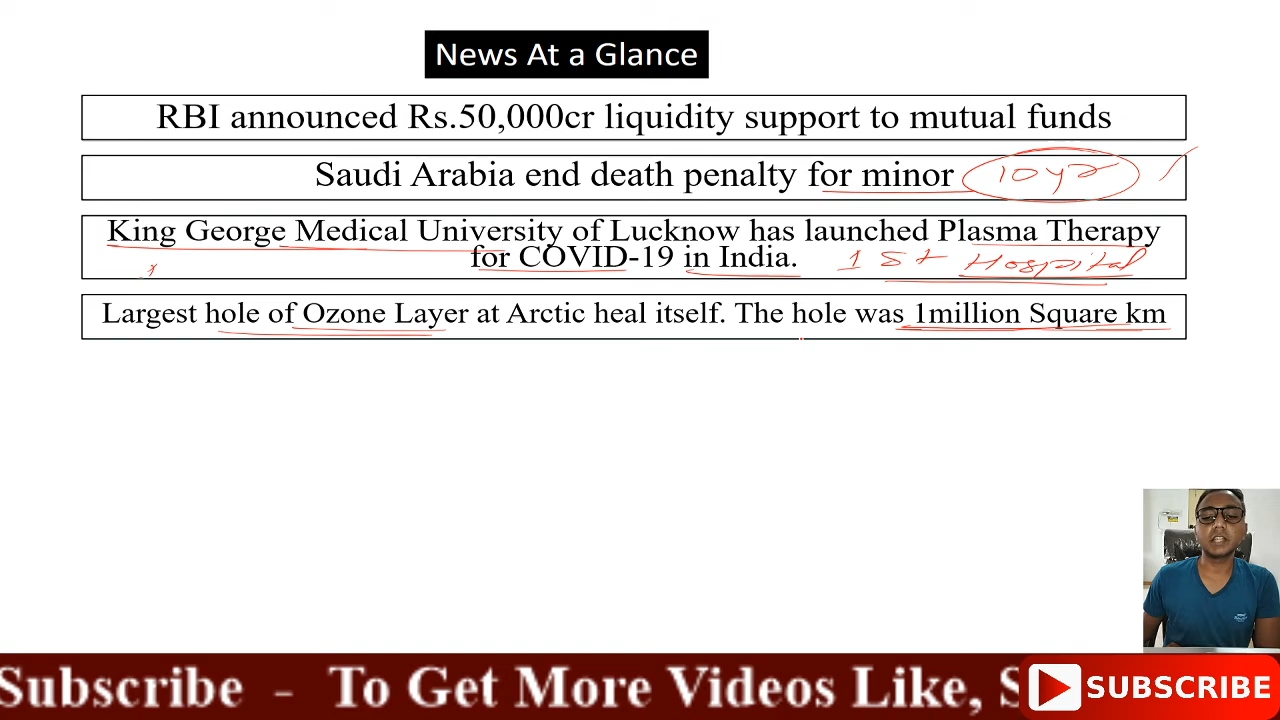 News At a Glance
RBI announced Rs.50,000cr liquidity support to mutual funds
Saudi Arabia end death penalty for minor 10 yr
King George Medical University of Lucknow has launched Plasma Therapy
for COVID-19 in India. 1st Hospital
Largest hole of Ozone Layer at Arctic heal itself. The hole was 1million Square km
Subscribe - To Get More Videos Like, S SUBSCRIBE